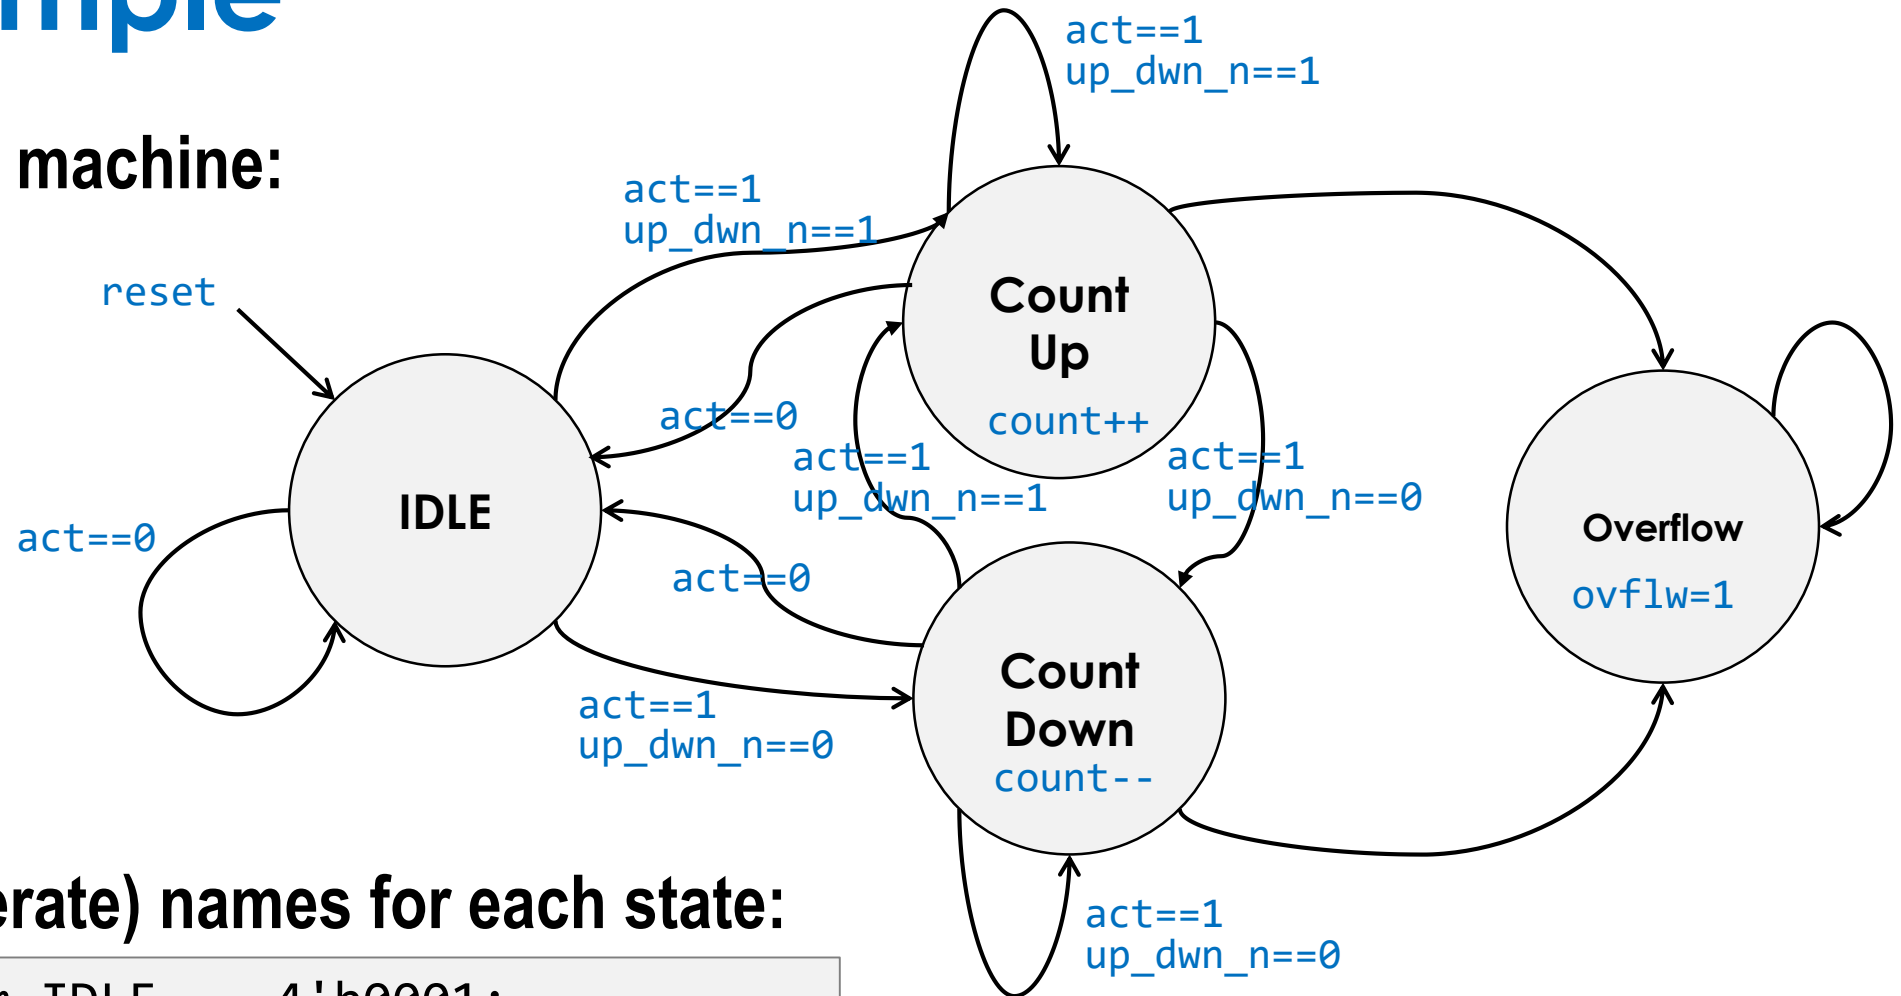 machine:
reset
act==0
IDLE
act==1
up_dwn_n==1
act==0
act==0
act==1
up_dwn_n==0
act==1
up_dwn_n==1
Count
Up
count++
act==1
up_dwn_n==1
act==1
up_dwn_n==0
Count
Down
count--
act==1
up_dwn_n==0
Overflow
ovflw=1
names for each state:
IDLE